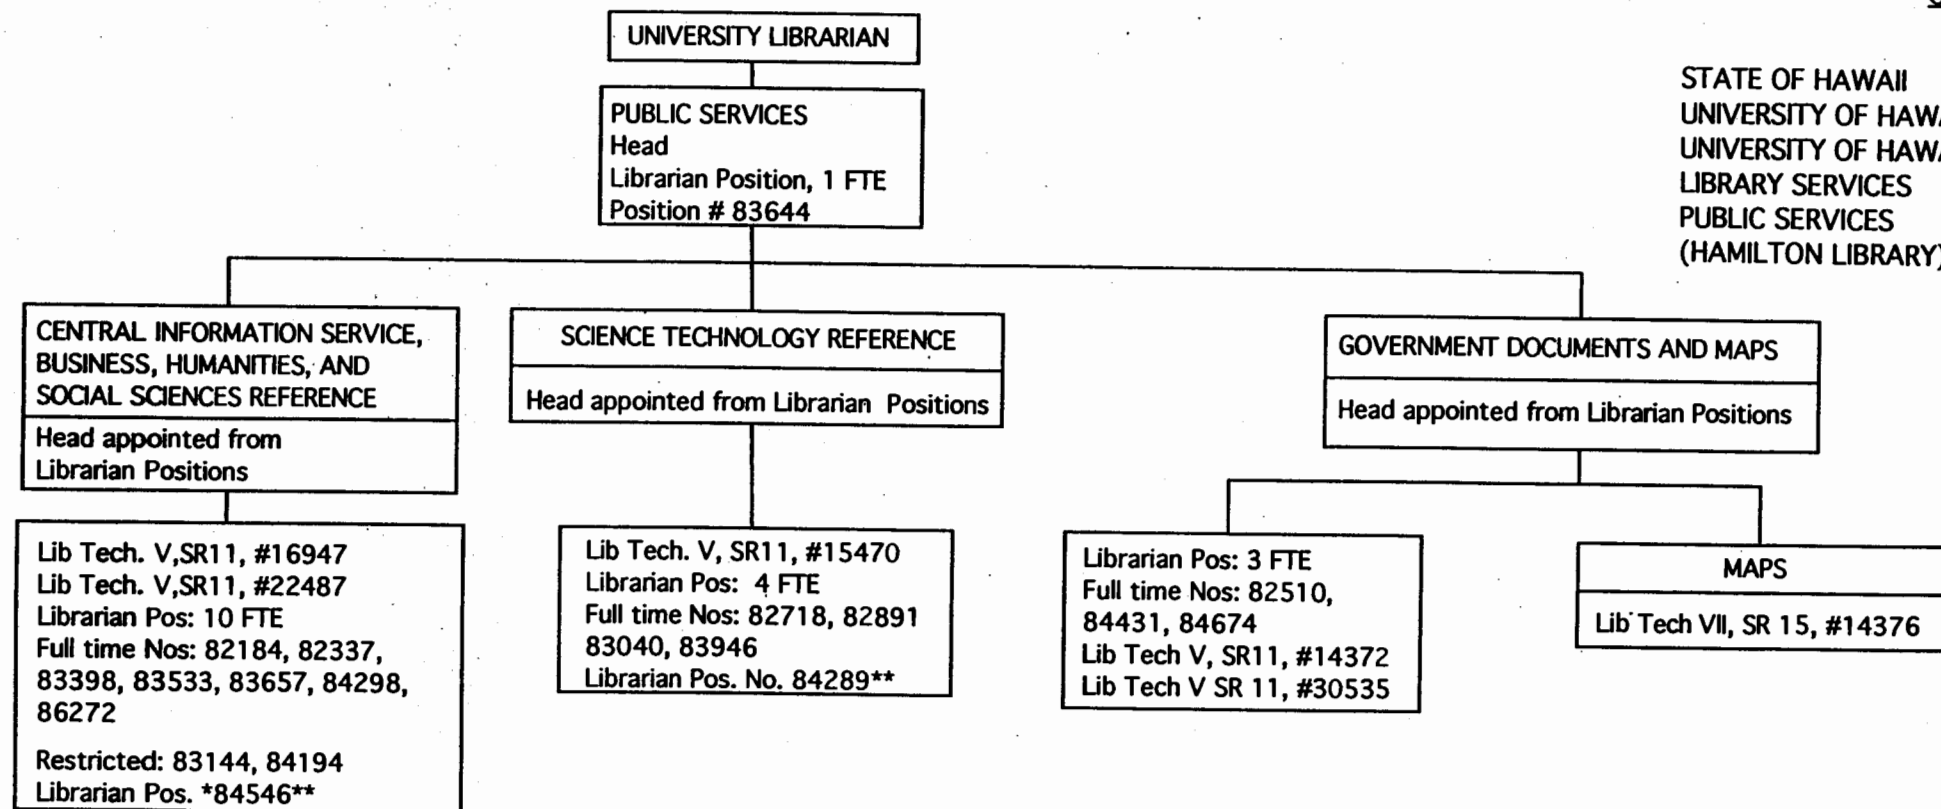 UNIVERSITY LIBRARIAN
PUBLIC SERVICES
Head
Librarian Position, 1 FTE
Position # 83644
STATE OF HAWAII
UNIVERSITY OF
UNIVERSITY OF
LIBRARY SERVICES
PUBLIC SERVICES
(HAMILTON LIBRARY)
CENTRAL INFORMATION SERVICE,
BUSINESS, HUMANITIES, AND
SOCIAL SCIENCES REFERENCE
Head appointed from
Librarian Positions
SCIENCE TECHNOLOGY REFERENCE
Head appointed from Librarian Positions
GOVERNMENT DOCUMENTS AND MAPS
Head appointed from Librarian Positions
Lib Tech. V,SR11, #16947
Lib Tech. V,SR11, #22487
Librarian Pos: 10 FTE
Full time Nos: 82184, 82337,
83398, 83533, 83657, 84298,
86272
Restricted: 83144, 84194
Librarian Pos. *84546**
Lib Tech. V, SR11, #15470
Librarian Pos: 4 FTE
Full time Nos: 82718, 82891
83040, 83946
Librarian Pos. No. 84289**
Librarian Pos: 3 FTE
Full time Nos: 82510,
84431, 84674
Lib Tech V, SR11, #14372
Lib Tech V SR 11, #30535
MAPS
Lib Tech VII, SR 15, #14376